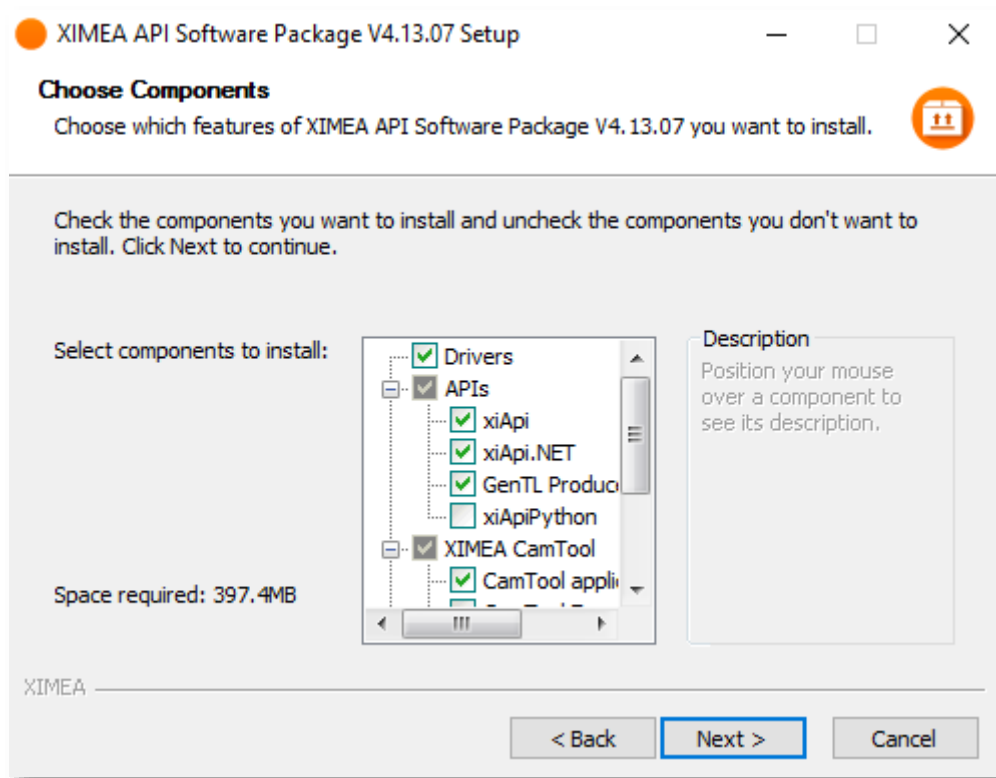 XIMEA API Software Package V4.13.07 Setup
Choose Components
Choose which features of XIMEA API Software Package V4.13.07 you want to install.
Check the components you want to install and uncheck the components you don't want to
install. Click Next to continue.
Select components to install:
Drivers
APIs
xiApi
xiApi.NET
GenTL Produc
xiApiPython
XIMEA CamTool
CamTool appli
Space required: 397.4MB
Description
Position your mouse
over a component to
see its description.
XIMEA
< Back
Next >
Cancel